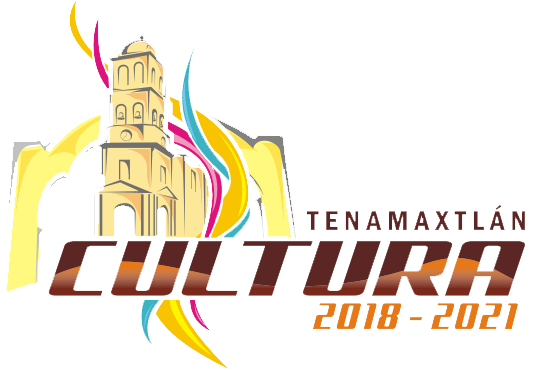 TENAMAXTLÁN
CULTURA
2018 - 2021